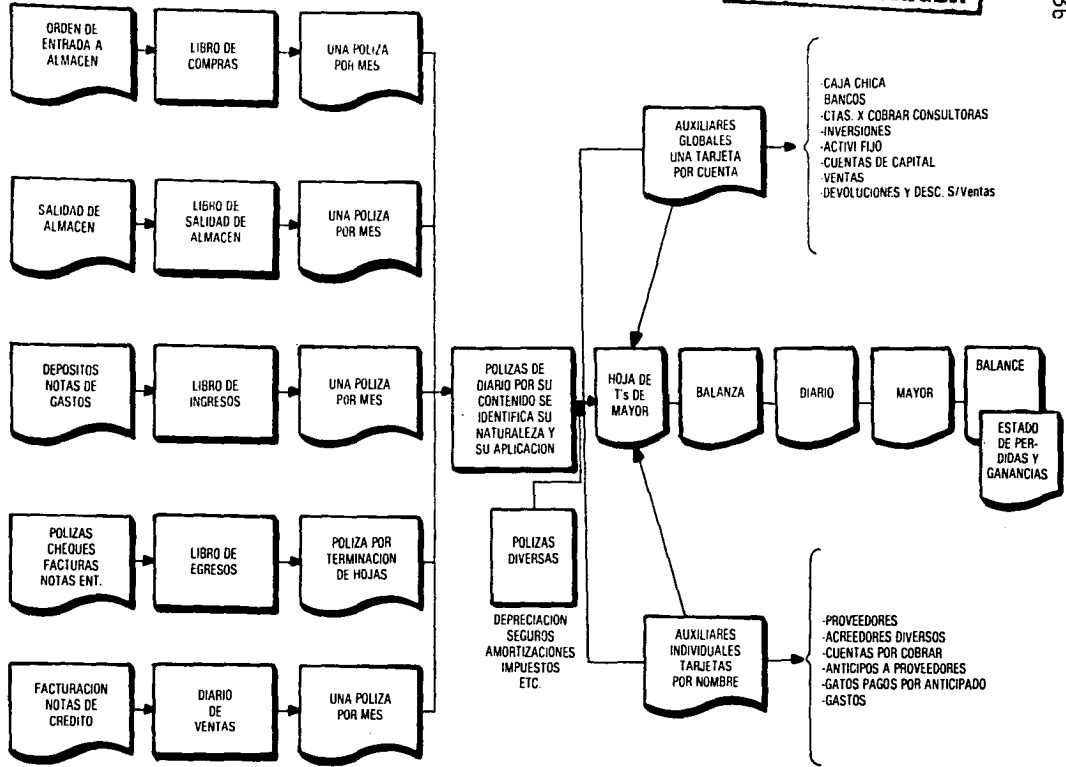 ORDEN DE
ENTRADA A
ALMACEN
LIBRO DE
COMPRAS
UNA POLIZA
POR MES
SALIDAD DE
ALMACEN
LIBRO DE
SALIDAD DE
ALMACEN
UNA POLIZA
POR MES
DEPOSITOS
NOTAS DE
GASTOS
LIBRO DE
INGRESOS
UNA POLIZA
POR MES
POLIZAS
CHEQUES
FACTURAS
NOTAS ENT.
LIBRO DE
EGRESOS
POLIZA POR
TERMINACION
DE HOJAS
FACTURACION
NOTAS DE
CREDITO
DIARIO
DE
VENTAS
UNA POLIZA
POR MES
POLIZAS DE
DIARIO POR SU
CONTENIDO SE
IDENTIFICA SU
NATURALEZA Y
SU APLICACION
POLIZAS
DIVERSAS
DEPRECIACION
SEGUROS
AMORTIZACIONES
IMPUESTOS
ETC.
AUXILIARES
GLOBALES
UNA TARJETA
POR CUENTA
-CAJA CHICA
BANCOS
-CTAS. X COBRAR CONSULTORAS
-INVERSIONES
-ACTIVI FIJO
-CUENTAS DE CAPITAL
-VENTAS
-DEVOLUCIONES Y DESC. S/Ventas
HOJA DE
T's DE
MAYOR
BALANZA
DIARIO
MAYOR
BALANCE
ESTADO
DE PER-
DIDAS Y
GANANCIAS
AUXILIARES
INDIVIDUALES
TARJETAS
POR NOMBRE
-PROVEEDORES
-ACREEDORES DIVERSOS
-CUENTAS POR COBRAR
-ANTICIPOS A PROVEEDORES
-GATOS PAGOS POR ANTICIPADO
-GASTOS